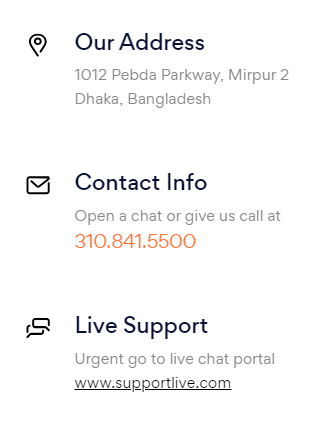 Our Address
1012 Pebda Parkway, Mirpur 2
Dhaka, Bangladesh
Contact Info
Open a chat or give us call at
310.841.5500
Live Support
Urgent go to live chat portal
www.supportlive.com